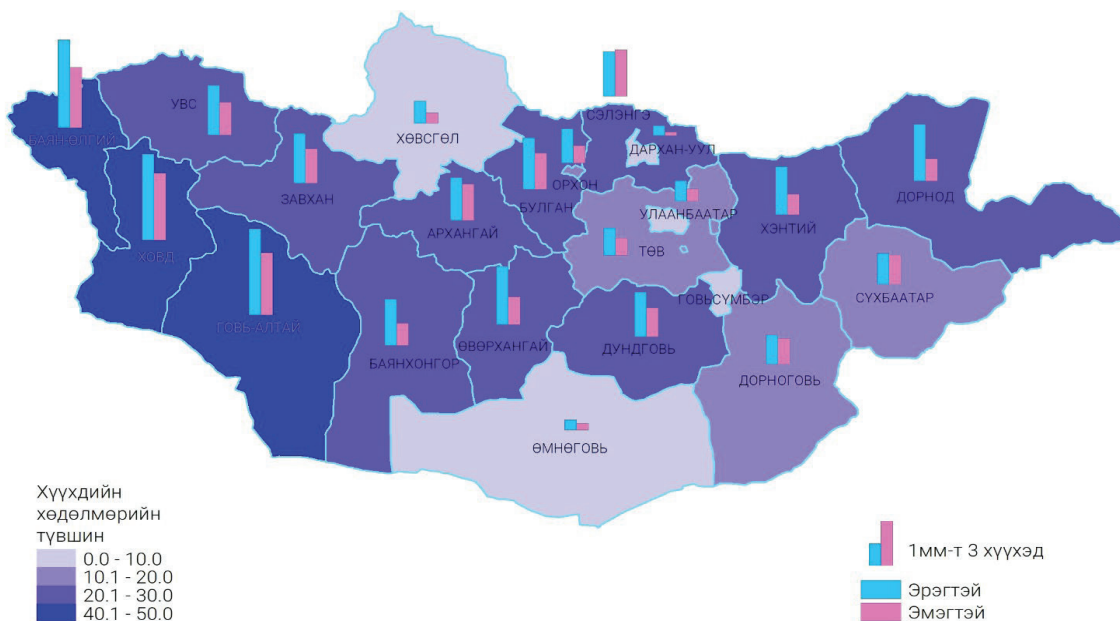 УВС
БАЯН-ӨЛГИЙ
ХӨВСГӨЛ
СЭЛЭНГЭ
ДАРХАН-УУЛ
ОРХОН
ДОРНОД
ЗАВХАН
БУЛГАН
АРХАНГАЙ
УЛААНБААТАР
ХЭНТИЙ
ХОВД
ТӨВ
ГОВЬСҮМБЭР
СҮХБААТАР
ГОВЬ-АЛТАЙ
БАЯНХОНГОР
ӨВӨРХАНГАЙ
ДУНДГОВЬ
ДОРНОГОВЬ
ӨМНӨГОВЬ
Хүүхдийн
хөдөлмөрийн
түвшин
0.0 - 10.0
10.1 - 20.0
20.1 - 30.0
40.1 - 50.0
1мм-т 3 хүүхэд
Эрэгтэй
Эмэгтэй